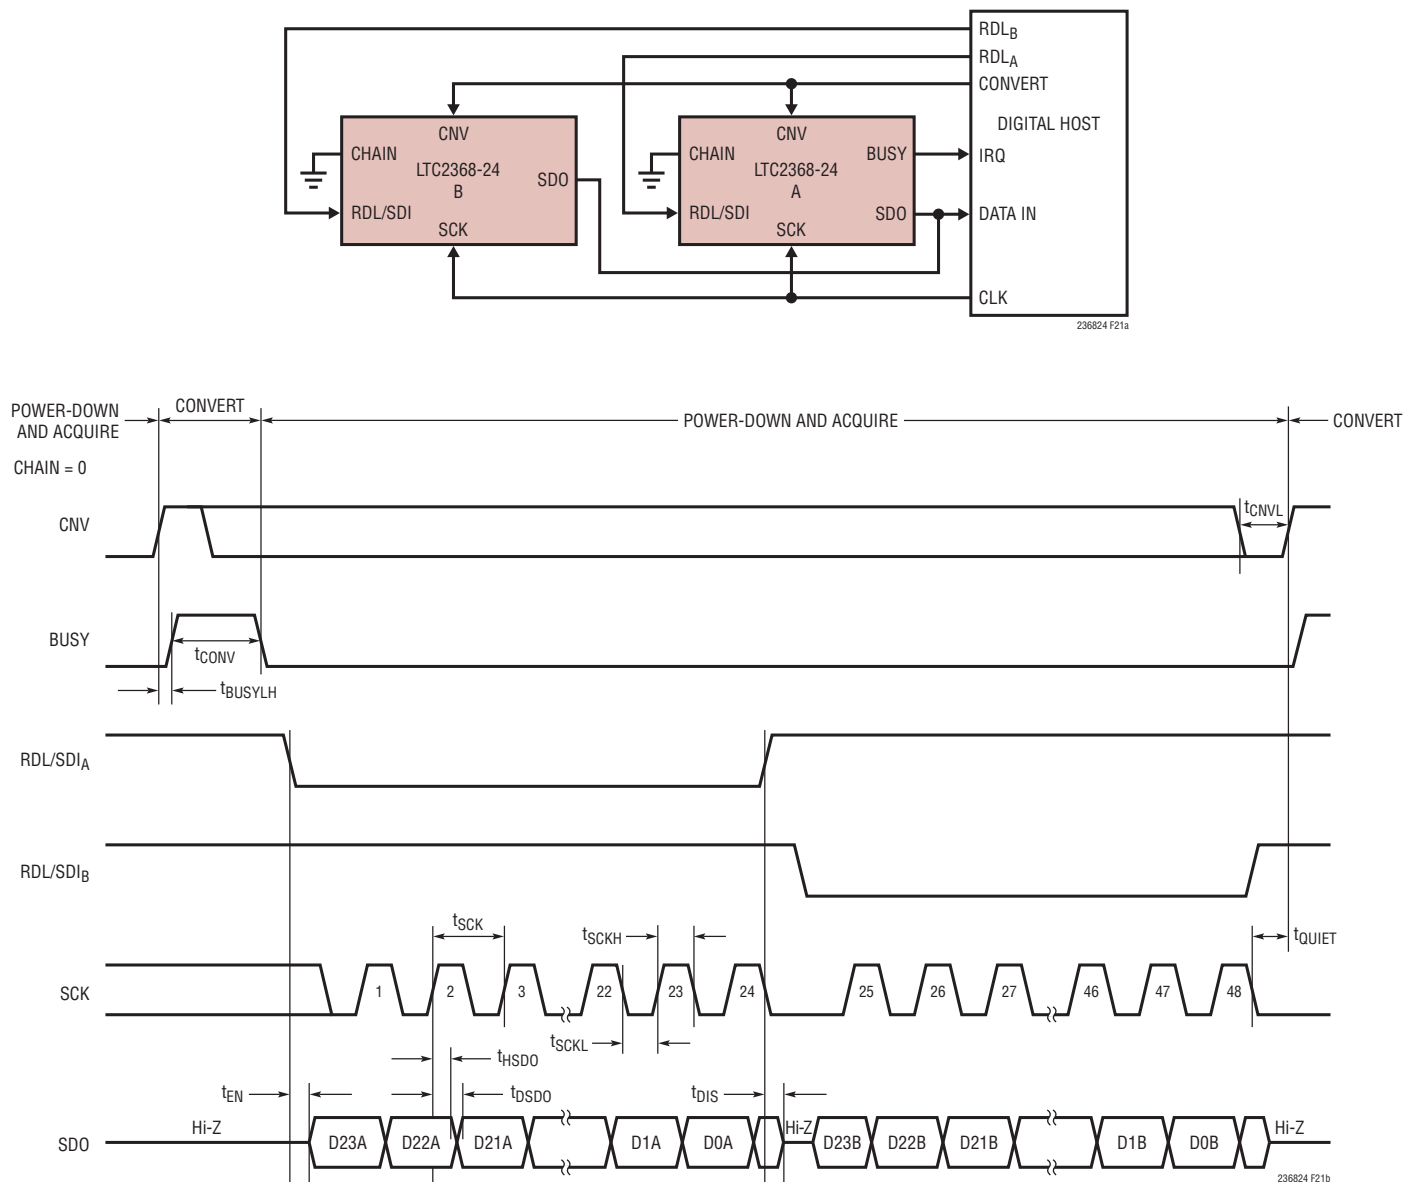 RDLB
RDLA
CONVERT
DIGITAL HOST
IRQ
DATA IN
CLK
CNV
CHAIN
LTC2368-24
B
SDO
RDL/SDI
SCK
CNV
CHAIN
BUSY
LTC2368-24
A
RDL/SDI
SDO
SCK
236824 F21a
POWER-DOWN
AND ACQUIRE
CONVERT
POWER-DOWN AND ACQUIRE
CONVERT
CHAIN = 0
CNV
tCNVL
BUSY
tCONV
tBUSYLH
RDL/SDIA
RDL/SDIB
tSCK
tSCKH
tQUIET
SCK
1 2 3 22 23 24 25 26 27 46 47 48
tSCKL
tHSDO
tEN
tDSDO
tDIS
SDO
Hi-Z D23A D22A D21A D1A D0A Hi-Z D23B D22B D21B D1B D0B Hi-Z
236824 F21b